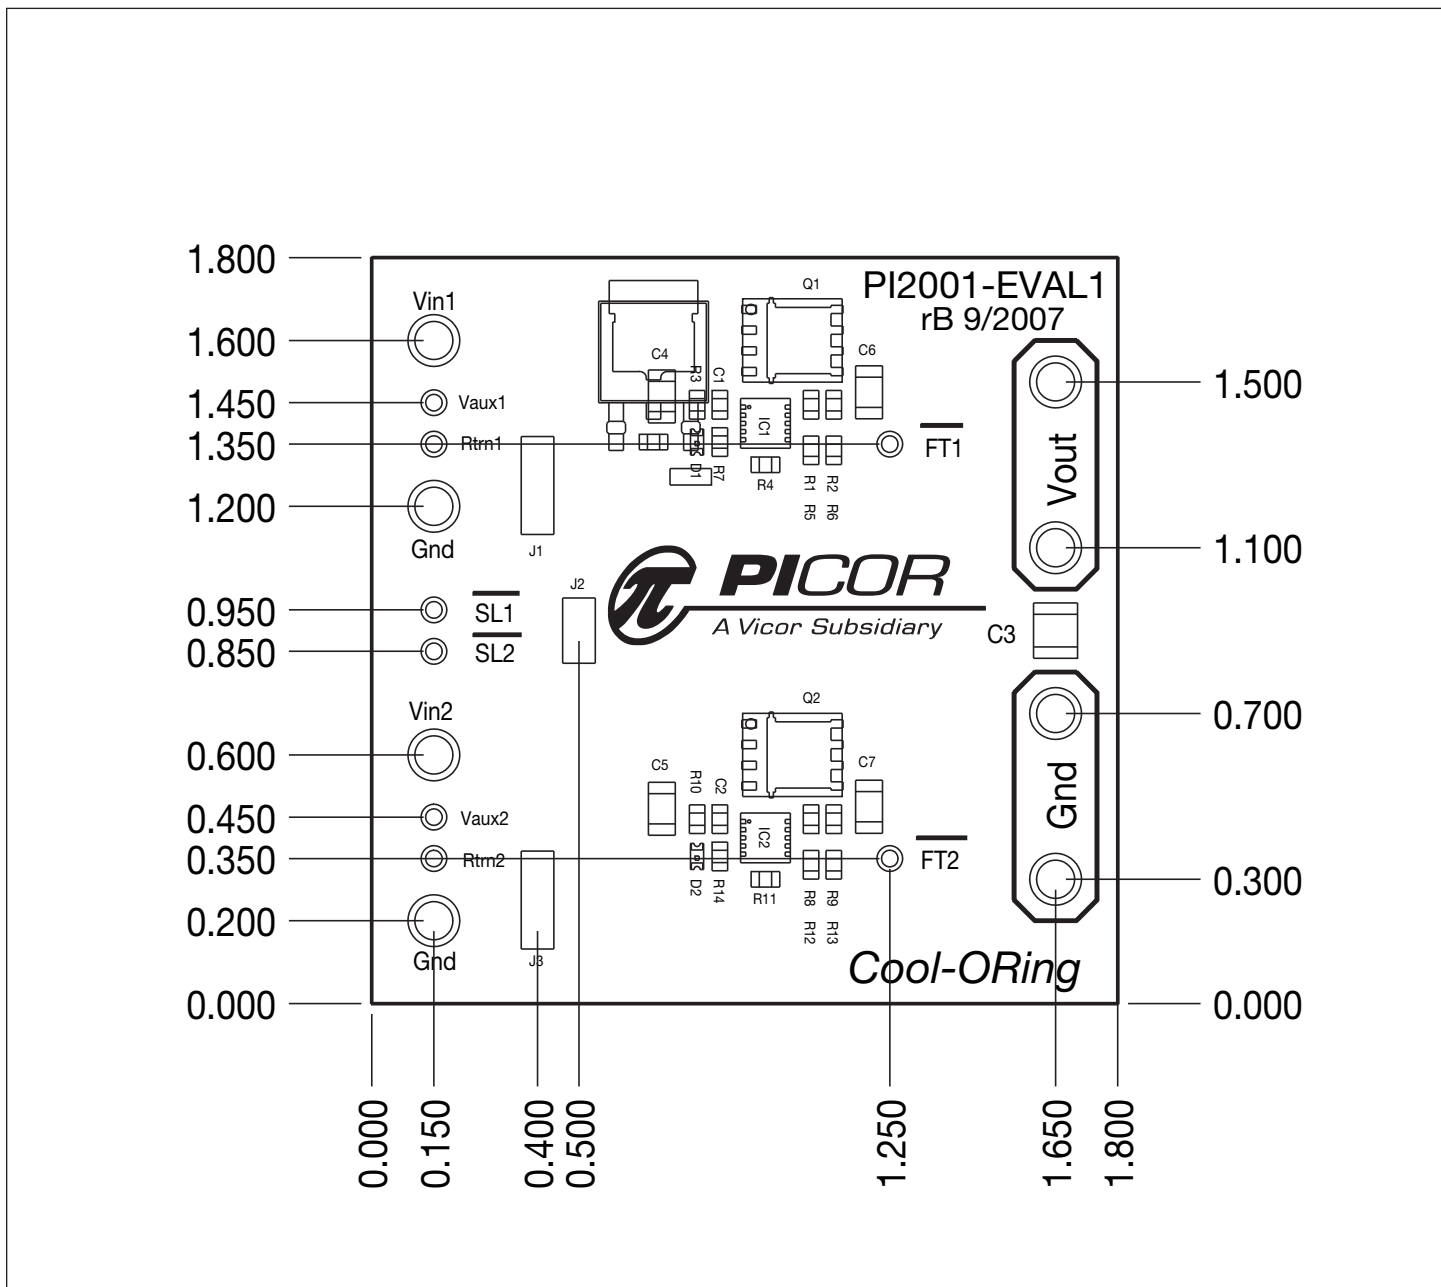 1.800
1.600
1.450
1.350
1.200
0.950
0.850
0.600
0.450
0.350
0.200
0.000
Vin1
Vaux1
Rtrn1
Gnd
J1
SL1
SL2
J2
Vin2
Vaux2
Rtrn2
Gnd
J3
C4
R3
C1
D1
R7
Q1
IC1
R4
R1
R2
R5
R6
C6
PI2001-EVAL1
rB 9/2007
FT1
Vout
π PICOR
A Vicor Subsidiary
C3
Q2
C5
R10
C2
D2
R14
IC2
R11
R8
R9
R12
R13
C7
FT2
Gnd
Cool-ORing
1.500
1.100
0.700
0.300
0.000
0.000
0.150
0.400
0.500
1.250
1.650
1.800